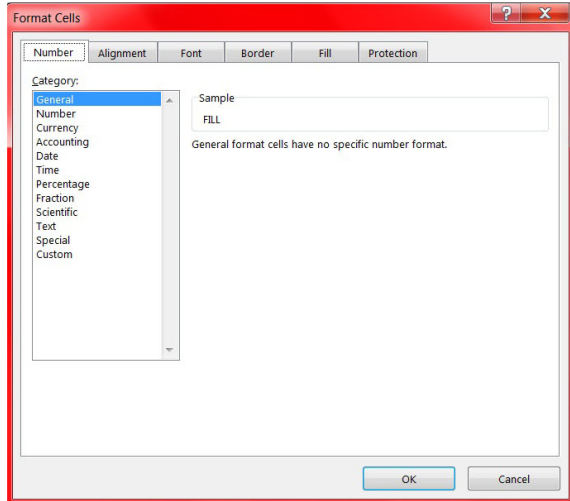 Format Cells
Number Alignment Font Border Fill Protection
Category:
General
Number
Currency
Accounting
Date
Time
Percentage
Fraction
Scientific
Text
Special
Custom
Sample
FILL
General format cells have no specific number format.
OK Cancel